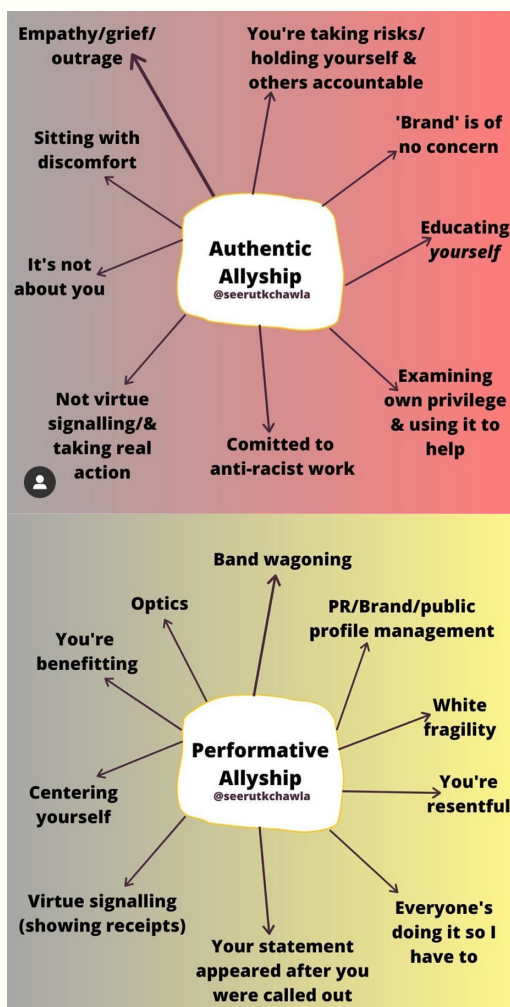 Empathy/grief/
outrage
You're taking risks/
holding yourself &
others accountable
'Brand' is of
no concern
Sitting with
discomfort
Educating
yourself
Authentic
Allyship
@seerutkchawla
It's not
about you
Examining
own privilege
& using it to
help
Not virtue
signalling/&
taking real
action
Comitted to
anti-racist work
Band wagoning
Optics
PR/Brand/public
profile management
You're
benefitting
White
fragility
Performative
Allyship
@seerutkchawla
You're
resentful
Centering
yourself
Virtue signalling
(showing receipts)
Everyone's
doing it so I
have to
Your statement
appeared after you
were called out